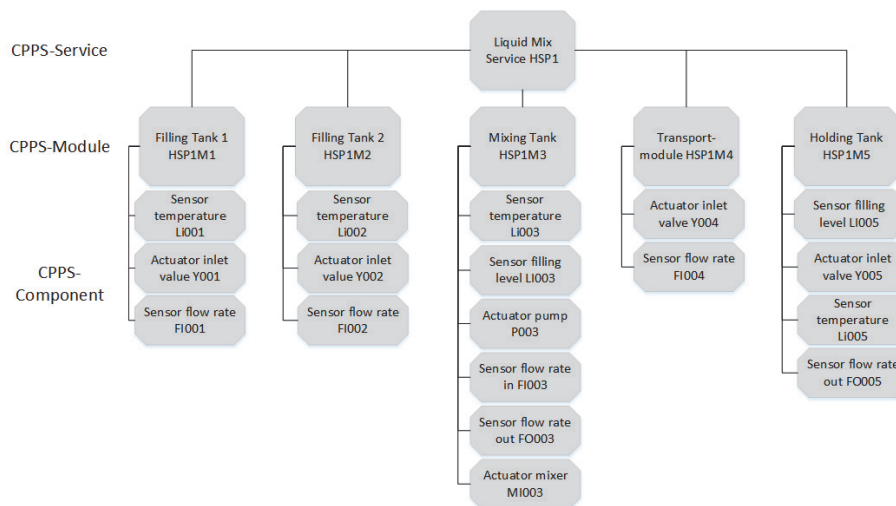 CPPS-Service
Liquid Mix
Service HSP1
CPPS-Module
Filling Tank 1
HSP1M1
Filling Tank 2
HSP1M2
Mixing Tank
HSP1M3
Transport-
module HSP1M4
Holding Tank
HSP1M5
CPPS-
Component
Sensor
temperature
Li001
Actuator inlet
value Y001
Sensor flow rate
FI001
Sensor
temperature
Li002
Actuator inlet
value Y002
Sensor flow rate
FI002
Sensor
temperature
Li003
Sensor filling
level LI003
Actuator pump
P003
Sensor flow rate
in FI003
Sensor flow rate
out FO003
Actuator mixer
MI003
Actuator inlet
valve Y004
Sensor flow rate
FI004
Sensor filling
level LI005
Actuator inlet
valve Y005
Sensor
temperature
Li005
Sensor flow rate
out FO005